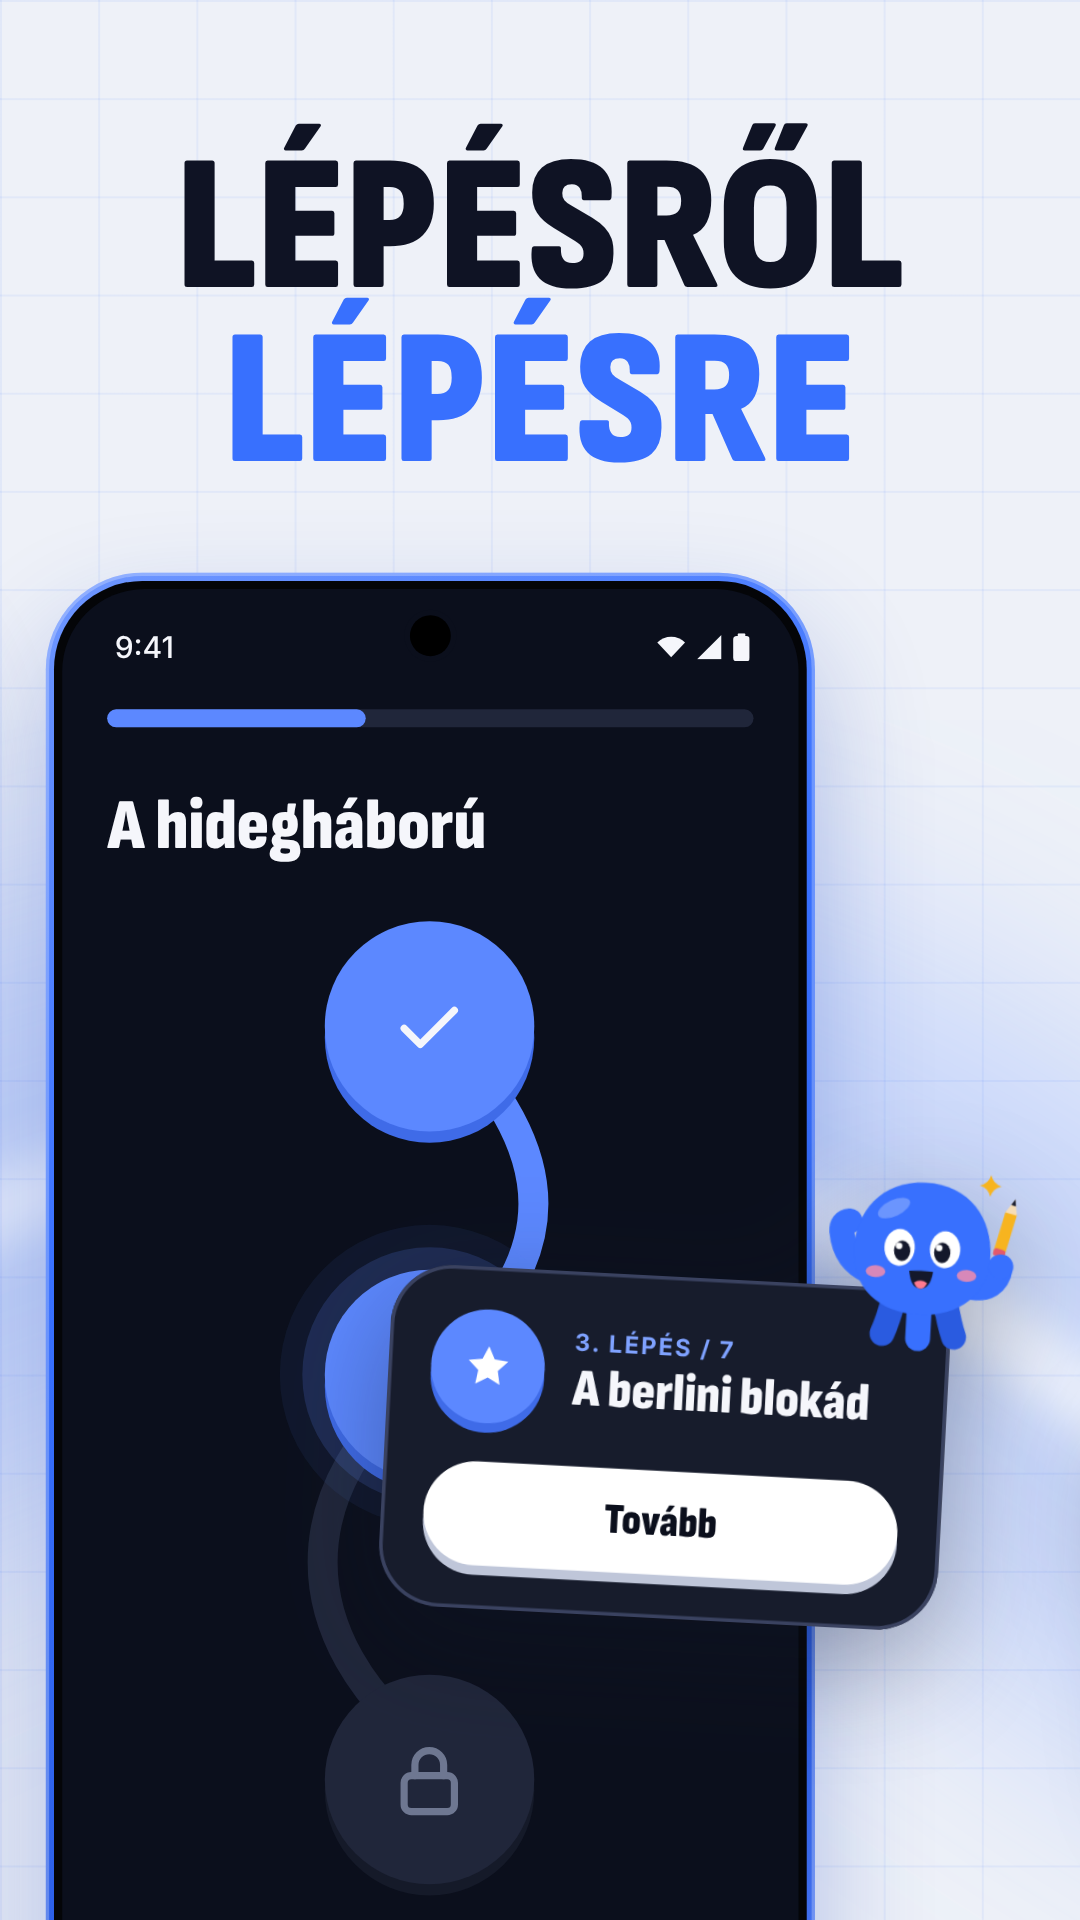 LÉPÉSRŐL
LÉPÉSRE
9:41
A hidegháború
3. LÉPÉS / 7
A berlini blokád
Tovább